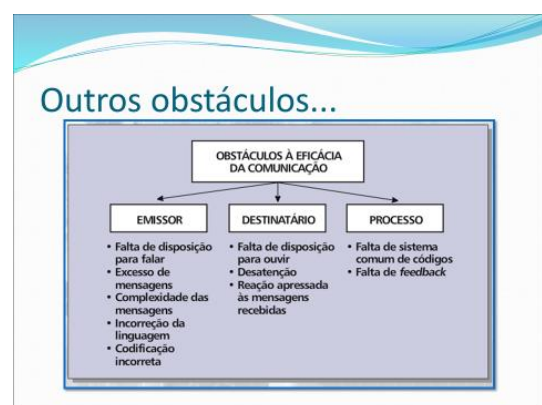 Outros obstáculos...
OBSTÁCULOS À EFICÁCIA
DA COMUNICAÇÃO
EMISSOR
• Falta de disposição
para falar
• Excesso de
mensagens
• Complexidade das
mensagens
• Incorreção da
linguagem
• Codificação
incorreta
DESTINATÁRIO
• Falta de disposição
para ouvir
• Desatenção
• Reação apressada
às mensagens
recebidas
PROCESSO
• Falta de sistema
comum de códigos
• Falta de feedback